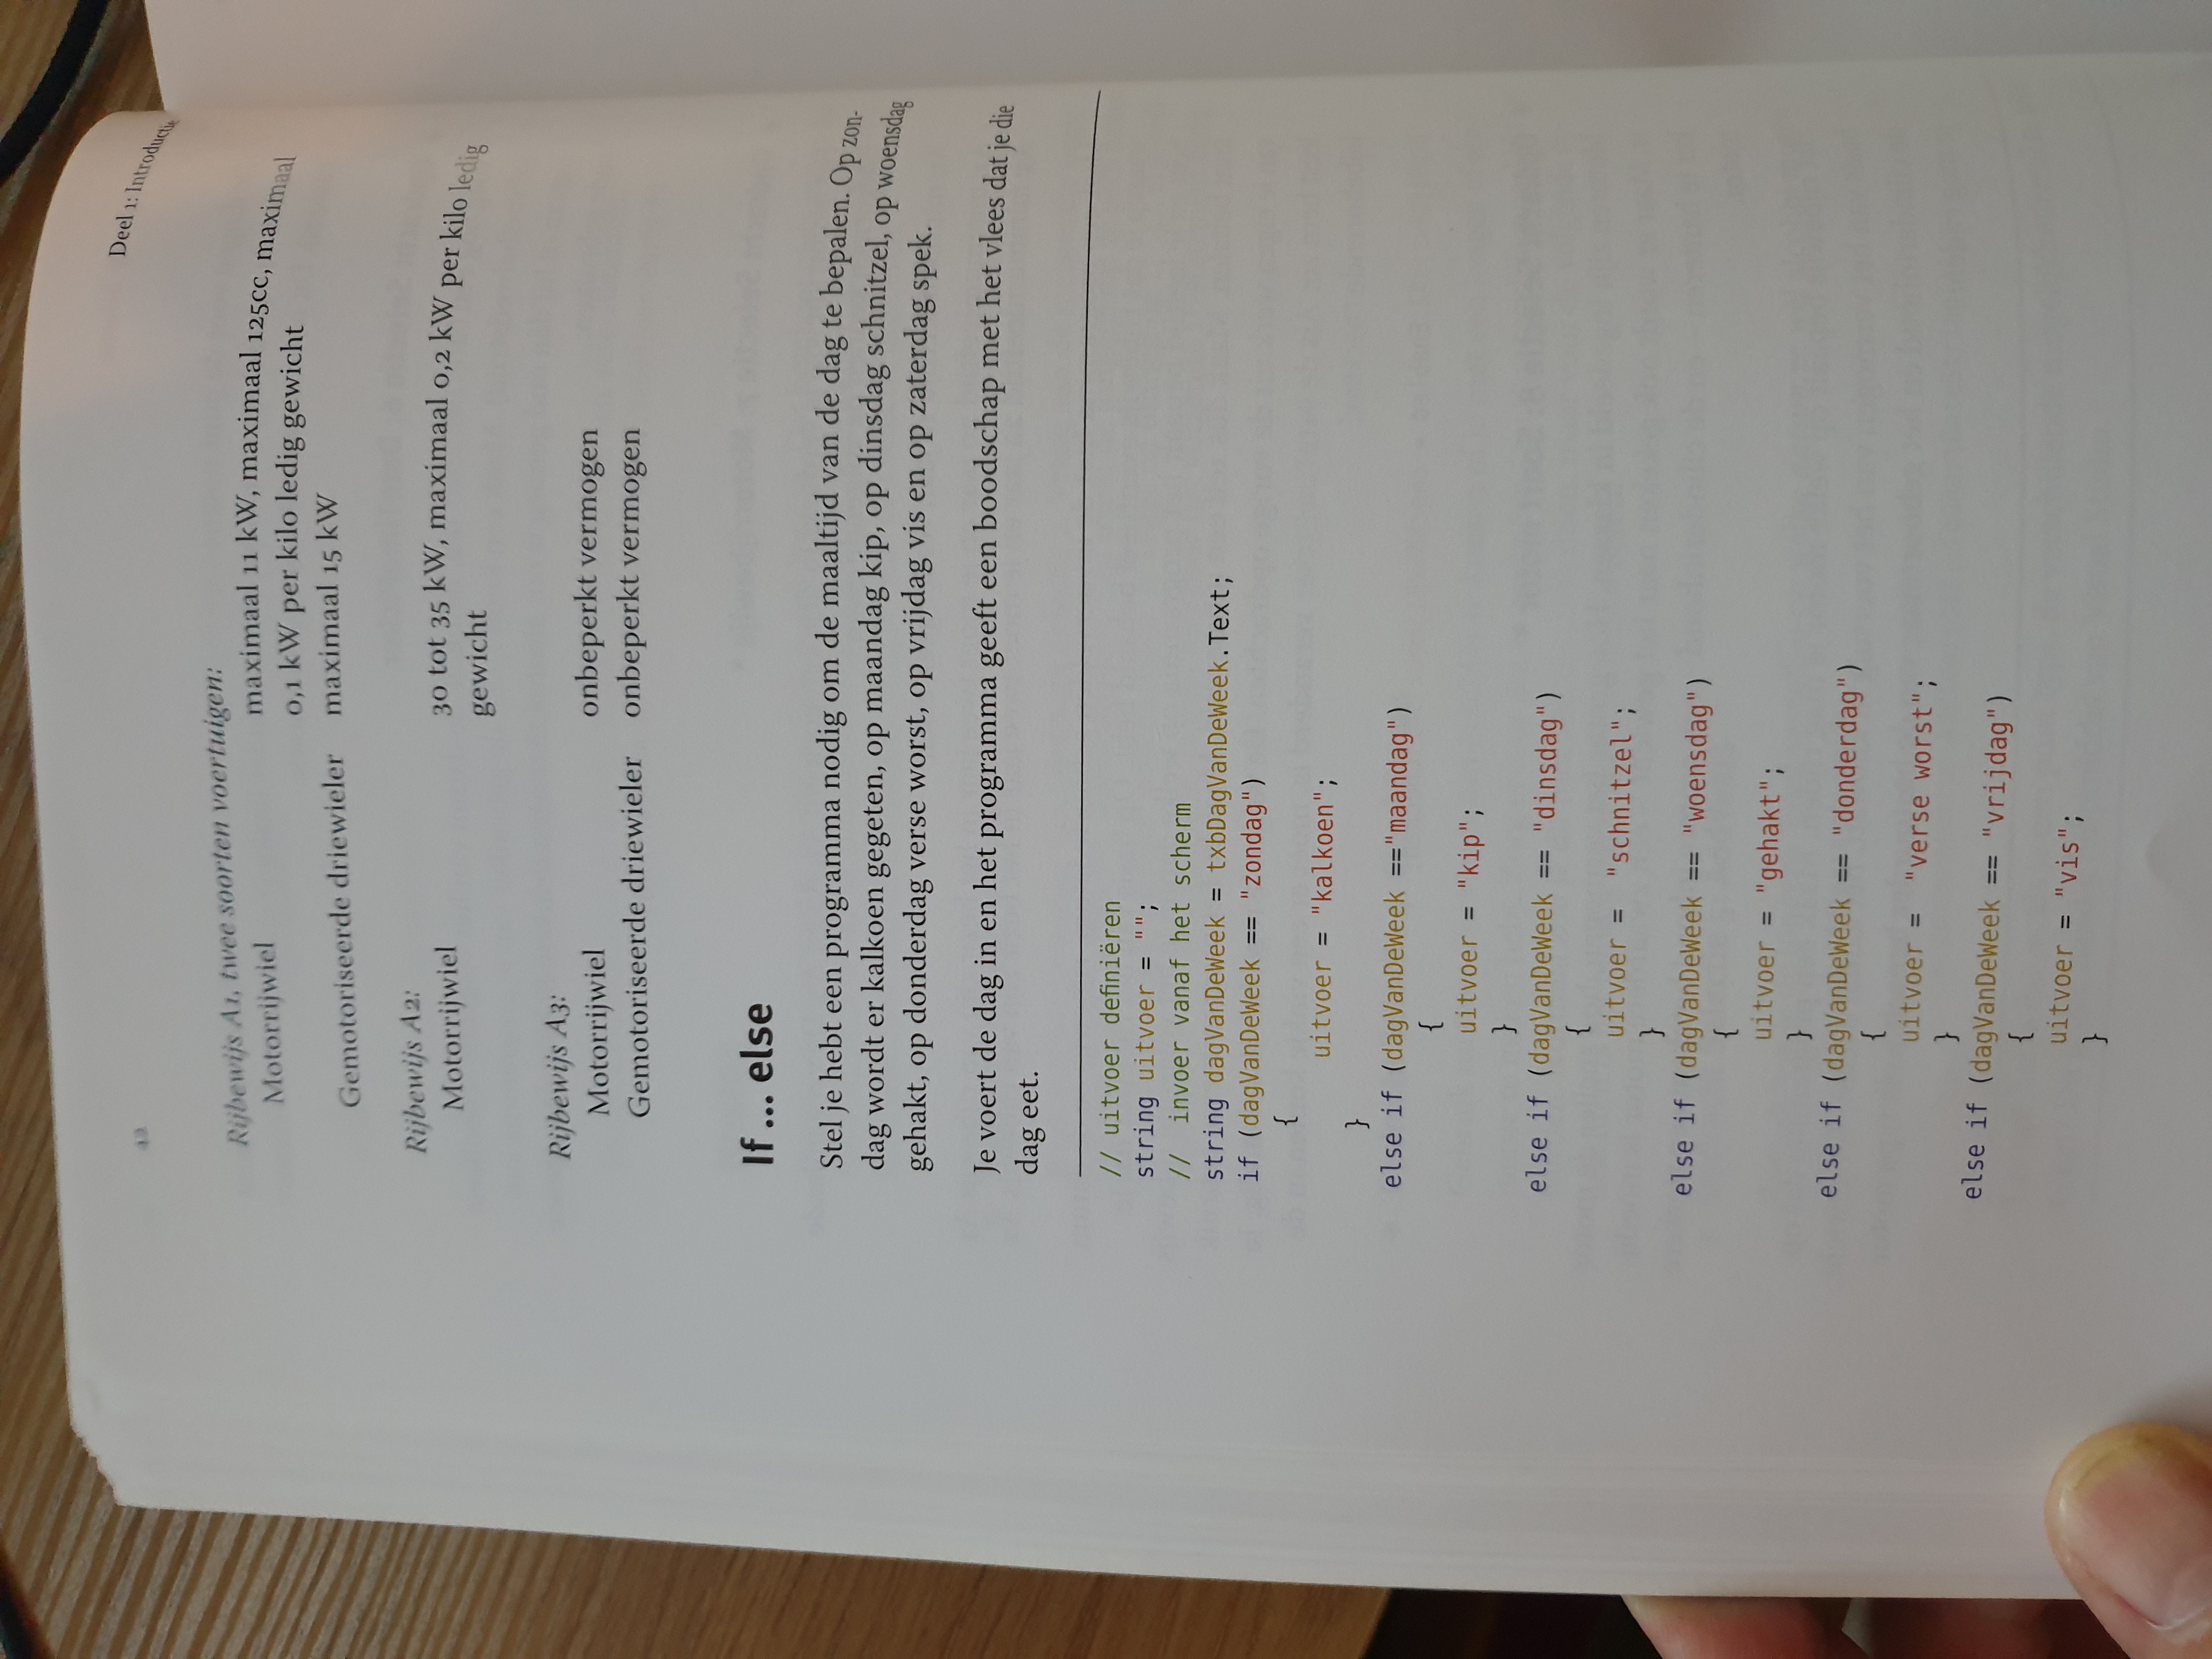 42
Deel 1: Introductie
Rijbewijs A1, twee soorten voertuigen:
Motorrijwiel maximaal 11 kW, maximaal 125cc, maximaal
0,1 kW per kilo ledig gewicht
Gemotoriseerde driewieler maximaal 15 kW
Rijbewijs A2:
Motorrijwiel 30 tot 35 kW, maximaal 0,2 kW per kilo ledig
gewicht
Rijbewijs A3:
Motorrijwiel onbeperkt vermogen
Gemotoriseerde driewieler onbeperkt vermogen
If ... else
Stel je hebt een programma nodig om de maaltijd van de dag te bepalen. Op zon-
dag wordt er kalkoen gegeten, op maandag kip, op dinsdag schnitzel, op woensdag
gehakt, op donderdag verse worst, op vrijdag vis en op zaterdag spek.
Je voert de dag in en het programma geeft een boodschap met het vlees dat je die
dag eet.
// uitvoer definiëren
string uitvoer = "";
//  invoer vanaf het scherm
string dagVanDeWeek = txbDagVanDeWeek.Text;
if (dagVanDeWeek == "zondag")
{
uitvoer = "kalkoen";
}
else if (dagVanDeWeek =="maandag")
{
uitvoer = "kip";
}
else if (dagVanDeWeek == "dinsdag")
{
uitvoer =  "schnitzel";
}
else if (dagVanDeWeek == "woensdag")
{
uitvoer = "gehakt";
}
else if (dagVanDeWeek == "donderdag")
{
uitvoer =  "verse worst";
}
else if (dagVanDeWeek == "vrijdag")
{
uitvoer = "vis";
}